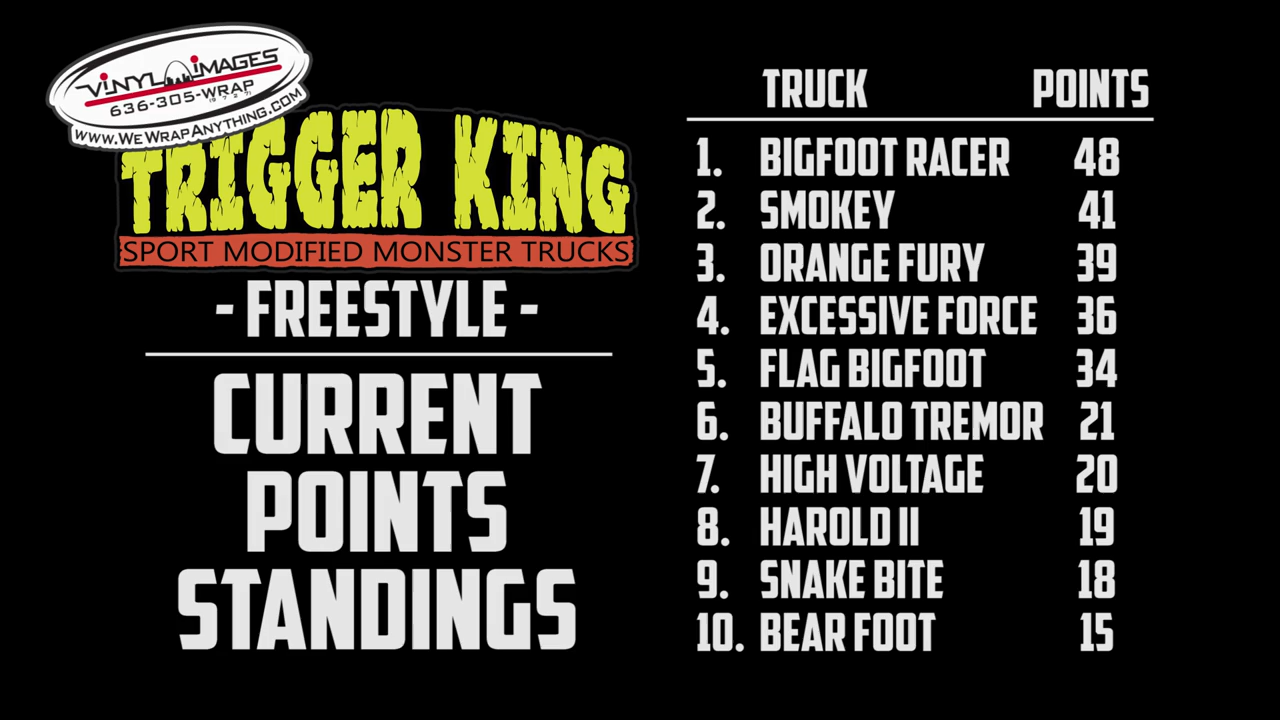 VINYL IMAGES
636-305-WRAP
(9727)
WWW.WEWRAPANYTHING.COM
TRIGGER KING
SPORT MODIFIED MONSTER TRUCKS
- FREESTYLE -
CURRENT
POINTS
STANDINGS
TRUCK POINTS
1. BIGFOOT RACER 48
2. SMOKEY 41
3. ORANGE FURY 39
4. EXCESSIVE FORCE 36
5. FLAG BIGFOOT 34
6. BUFFALO TREMOR 21
7. HIGH VOLTAGE 20
8. HAROLD II 19
9. SNAKE BITE 18
10. BEAR FOOT 15